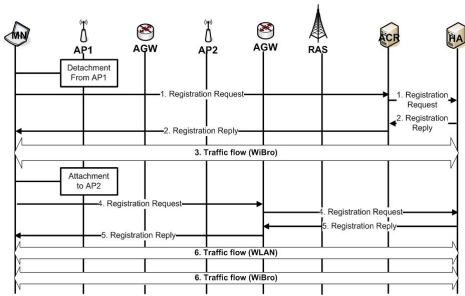 MN
AP1
AGW
AP2
AGW
RAS
ACR
HA
Detachment
From AP1
1. Registration Request
1. Registration
Request
2. Registration
Reply
2. Registration Reply
3. Traffic flow (WiBro)
Attachment
to AP2
4. Registration Request
4. Registration Request
5. Registration Reply
5. Registration Reply
6. Traffic flow (WLAN)
6. Traffic flow (WiBro)